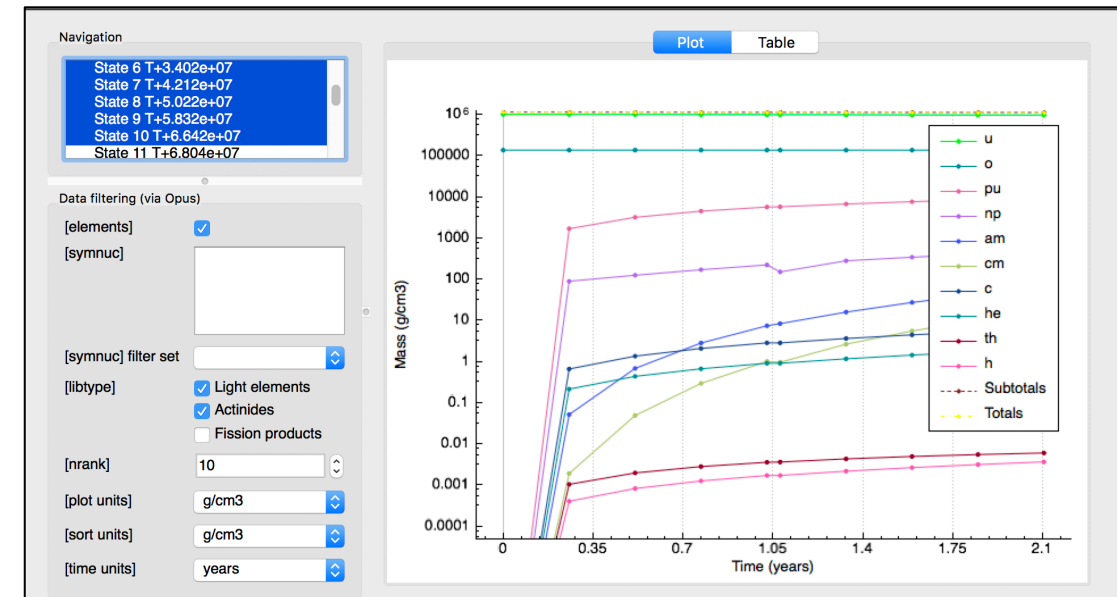 Navigation
State 6 T+3.402e+07
State 7 T+4.212e+07
State 8 T+5.022e+07
State 9 T+5.832e+07
State 10 T+6.642e+07
State 11 T+6.804e+07
Data filtering (via Opus)
[elements]
[symnuc]
[symnuc] filter set
[libtype]
Light elements
Actinides
Fission products
[nrank]
10
[plot units]
g/cm3
[sort units]
g/cm3
[time units]
years
Plot
Table
Mass (g/cm3)
10⁶
100000
10000
1000
100
10
1
0.1
0.01
0.001
0.0001
0
0.35
0.7
1.05
1.4
1.75
2.1
Time (years)
u
o
pu
np
am
cm
c
he
th
h
Subtotals
Totals